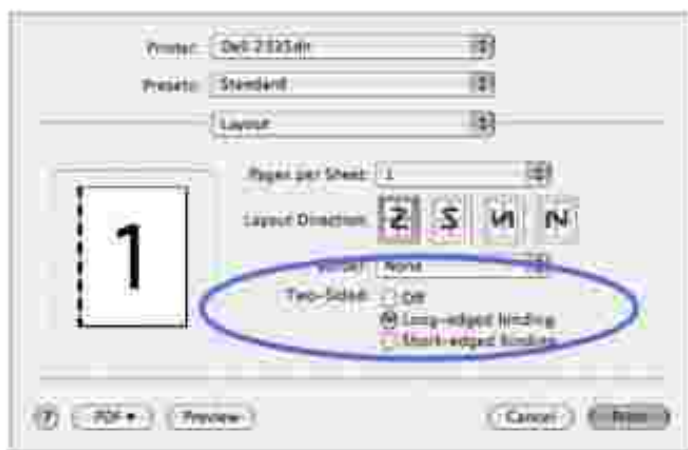 Printer: Dell 2335dn
Presets: Standard
Layout
Pages per Sheet: 1
Layout Direction:
Border: None
Two-Sided: Off
Long-edged binding
Short-edged binding
1
? PDF Preview Cancel Print